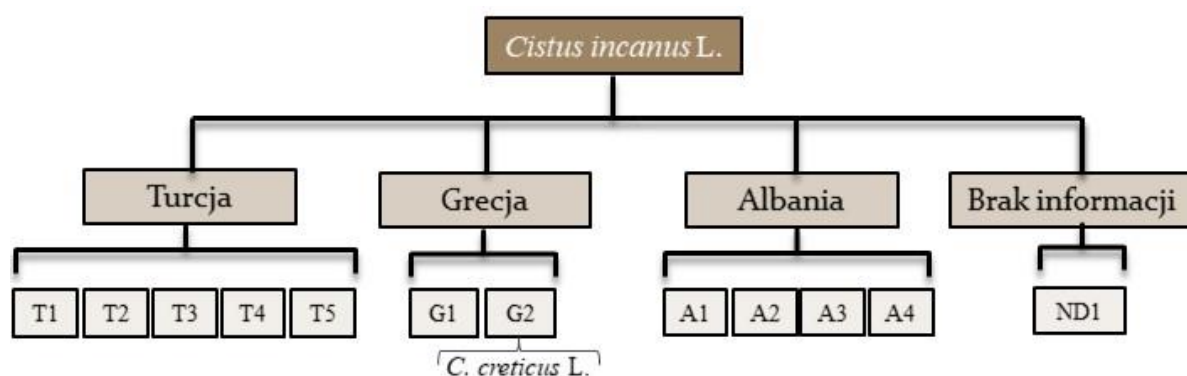 Cistus incanus L.
Turcja Grecja Albania Brak informacji
T1 T2 T3 T4 T5 G1 G2 A1 A2 A3 A4 ND1
C. creticus L.